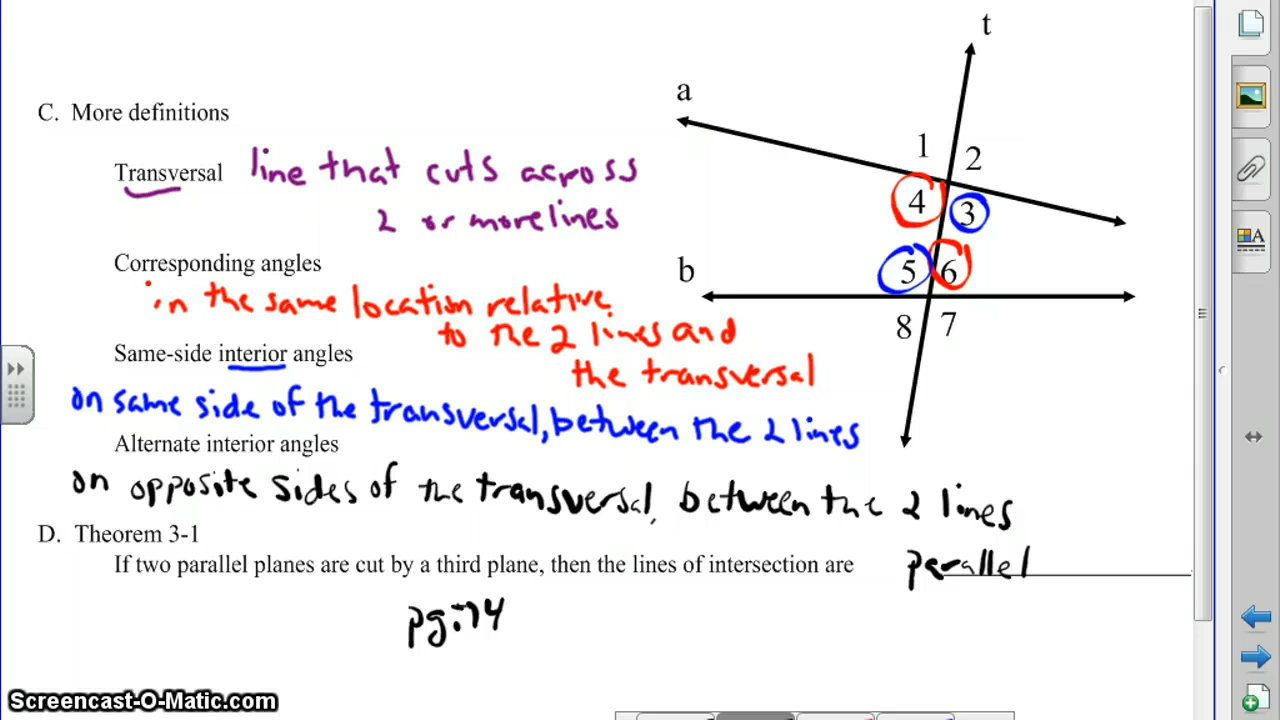 t
a
C. More definitions
1
2
Transversal line that cuts across
2 or more lines
4
3
Corresponding angles
b
5
6
in the same location relative
to the 2 lines and
8
7
Same-side interior angles
the transversal
on same side of the transversal, between the 2 lines
Alternate interior angles
on opposite sides of the transversal, between the 2 lines
D. Theorem 3-1
If two parallel planes are cut by a third plane, then the lines of intersection are parallel
Screencast-O-Matic.com